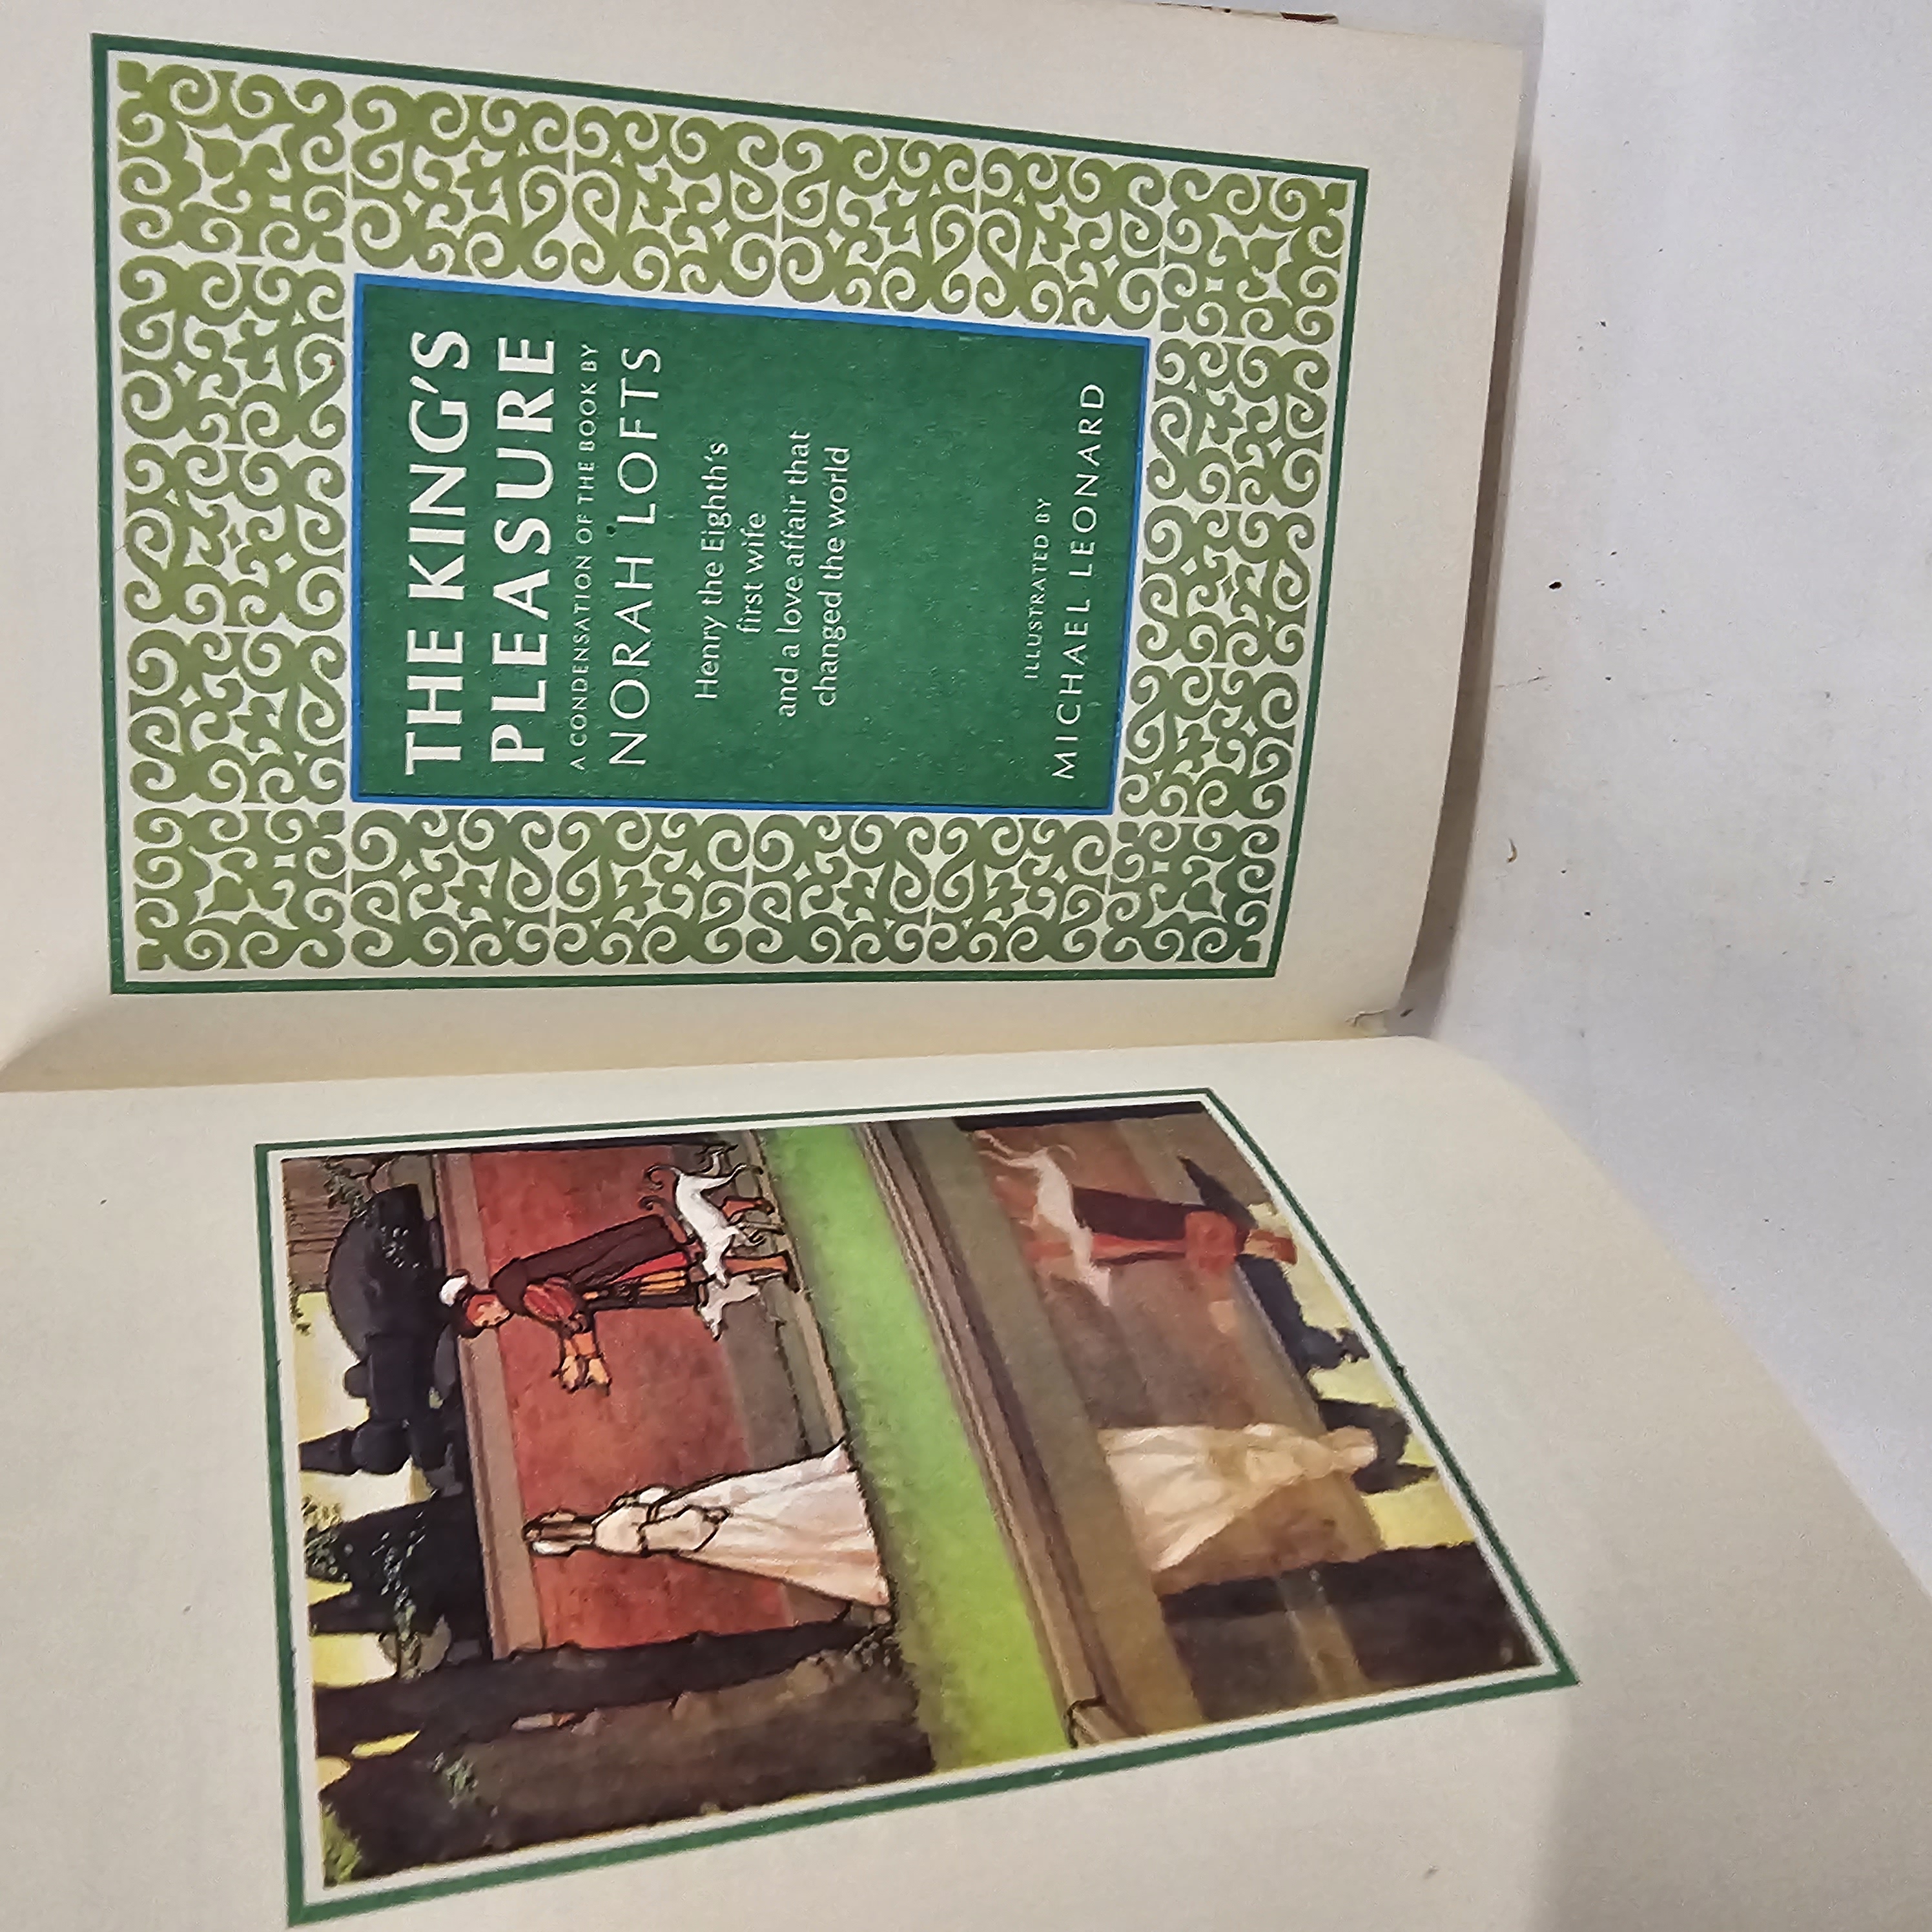 THE KING'S
PLEASURE
A CONDENSATION OF THE BOOK BY
NORAH LOFTS
Henry the Eighth's
first wife
and a love affair that
changed the world
ILLUSTRATED BY
MICHAEL LEONARD